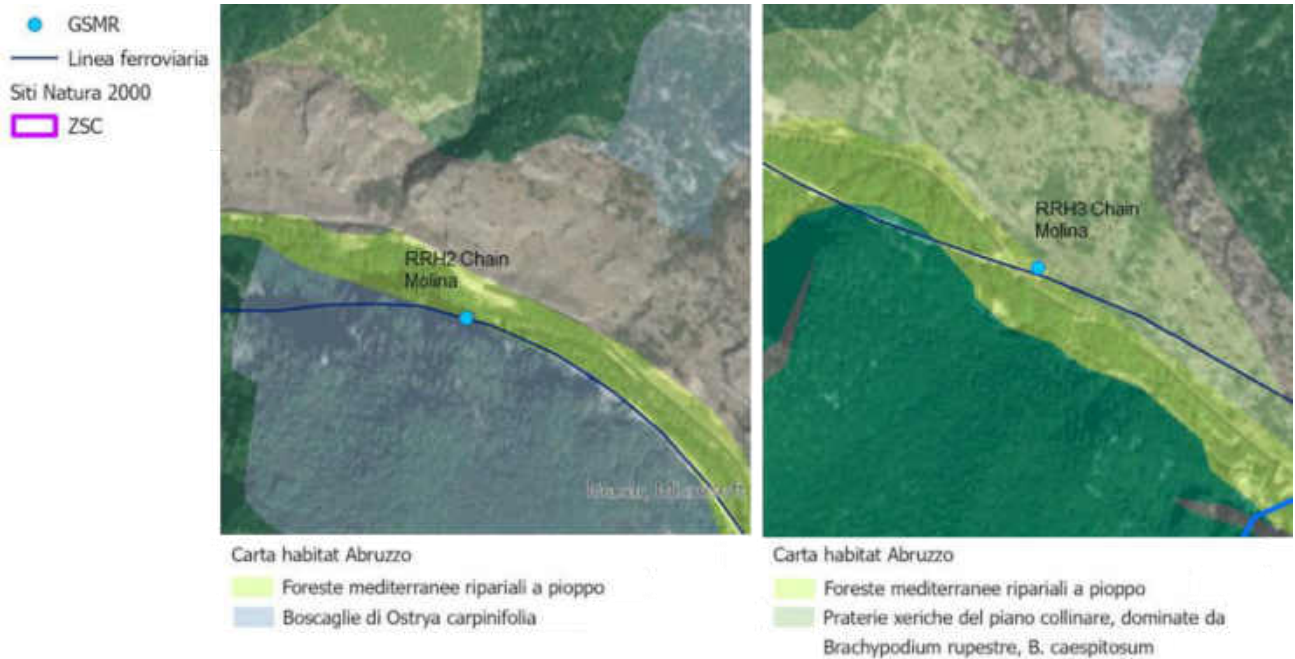 GSMR
Linea ferroviaria
Siti Natura 2000
ZSC
RRH2 Chain
Molina
RRH3 Chain
Molina
Carta habitat Abruzzo
Foreste mediterranee ripariali a pioppo
Boscaglie di Ostrya carpinifolia
Carta habitat Abruzzo
Foreste mediterranee ripariali a pioppo
Praterie xeriche del piano collinare, dominate da
Brachypodium rupestre, B. caespitosum